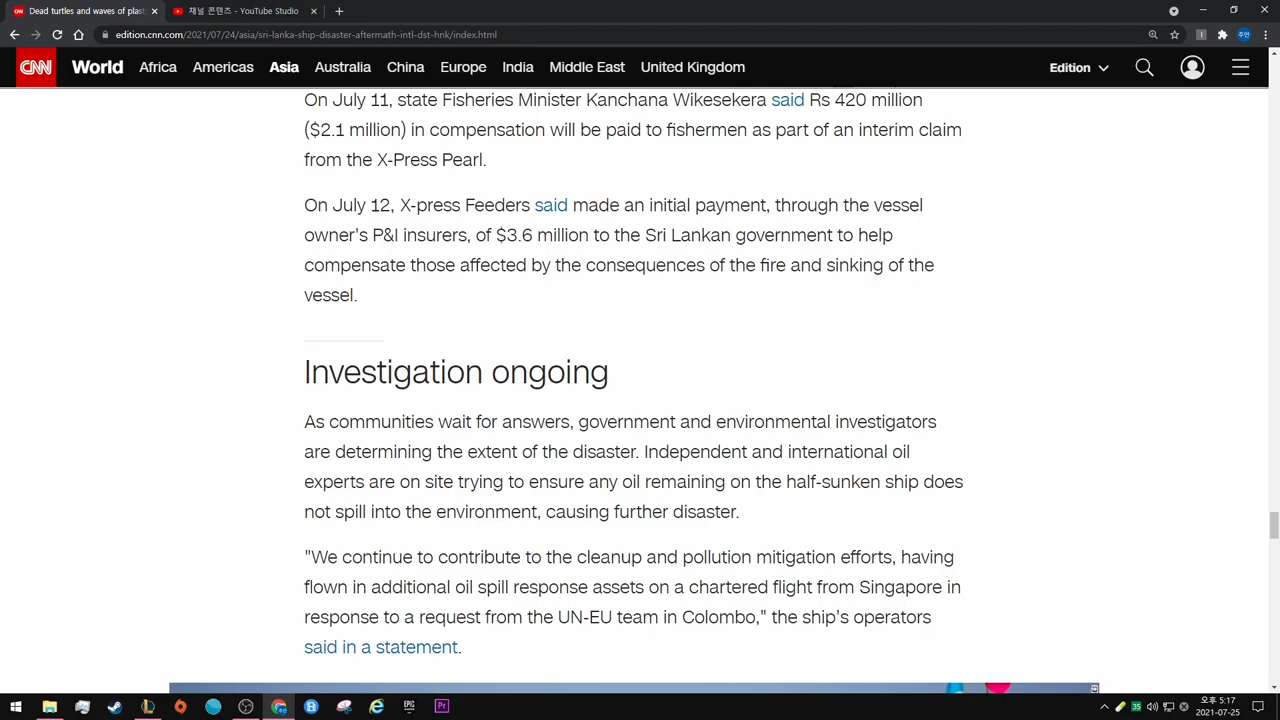 Dead turtles and waves of plast
채널 콘텐츠 - YouTube Studio
edition.cnn.com/2021/07/24/asia/sri-lanka-ship-disaster-aftermath-intl-dst-hnk/index.html
주안
CNN World Africa Americas Asia Australia China Europe India Middle East United Kingdom Edition
On July 11, state Fisheries Minister Kanchana Wikesekera said Rs 420 million
($2.1 million) in compensation will be paid to fishermen as part of an interim claim
from the X-Press Pearl.
On July 12, X-press Feeders said made an initial payment, through the vessel
owner's P&I insurers, of $3.6 million to the Sri Lankan government to help
compensate those affected by the consequences of the fire and sinking of the
vessel.
Investigation ongoing
As communities wait for answers, government and environmental investigators
are determining the extent of the disaster. Independent and international oil
experts are on site trying to ensure any oil remaining on the half-sunken ship does
not spill into the environment, causing further disaster.
"We continue to contribute to the cleanup and pollution mitigation efforts, having
flown in additional oil spill response assets on a chartered flight from Singapore in
response to a request from the UN-EU team in Colombo," the ship's operators
said in a statement.
EPIC
Pr
35
오후 5:17
2021-07-25